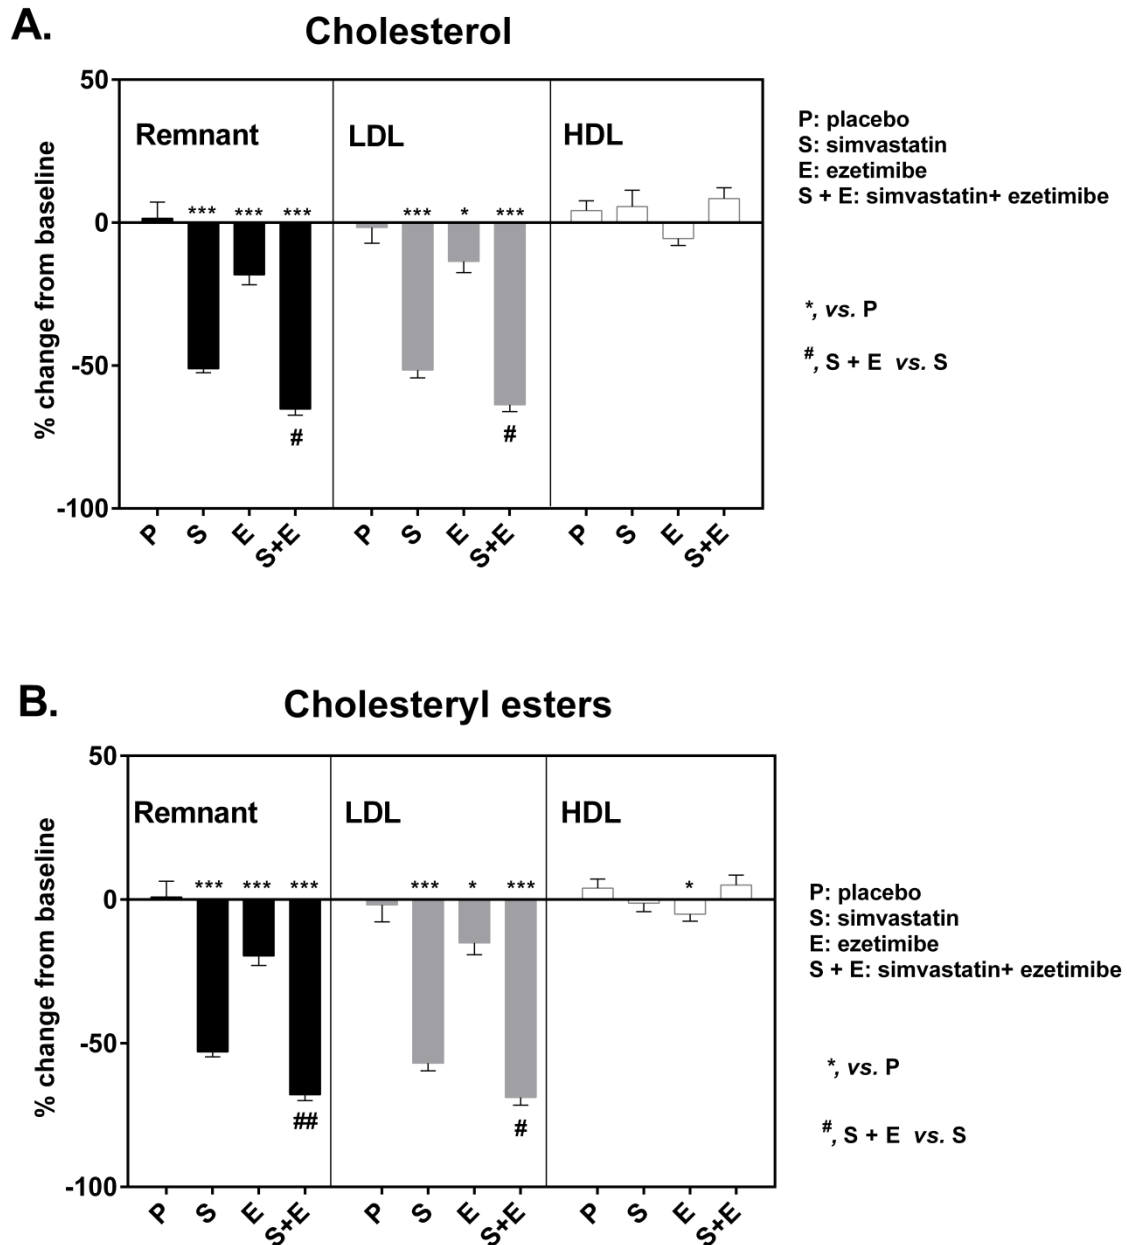 A.
Cholesterol
% change from baseline
50
0
-50
-100
Remnant
LDL
HDL
*** *** ***
*** * ***
#
#
P S E S+E P S E S+E P S E S+E
P: placebo
S: simvastatin
E: ezetimibe
S + E: simvastatin+ ezetimibe
*, vs. P
#, S + E vs. S
B.
Cholesteryl esters
% change from baseline
50
0
-50
-100
Remnant
LDL
HDL
*** *** ***
*** * ***
*
##
#
P S E S+E P S E S+E P S E S+E
P: placebo
S: simvastatin
E: ezetimibe
S + E: simvastatin+ ezetimibe
*, vs. P
#, S + E vs. S